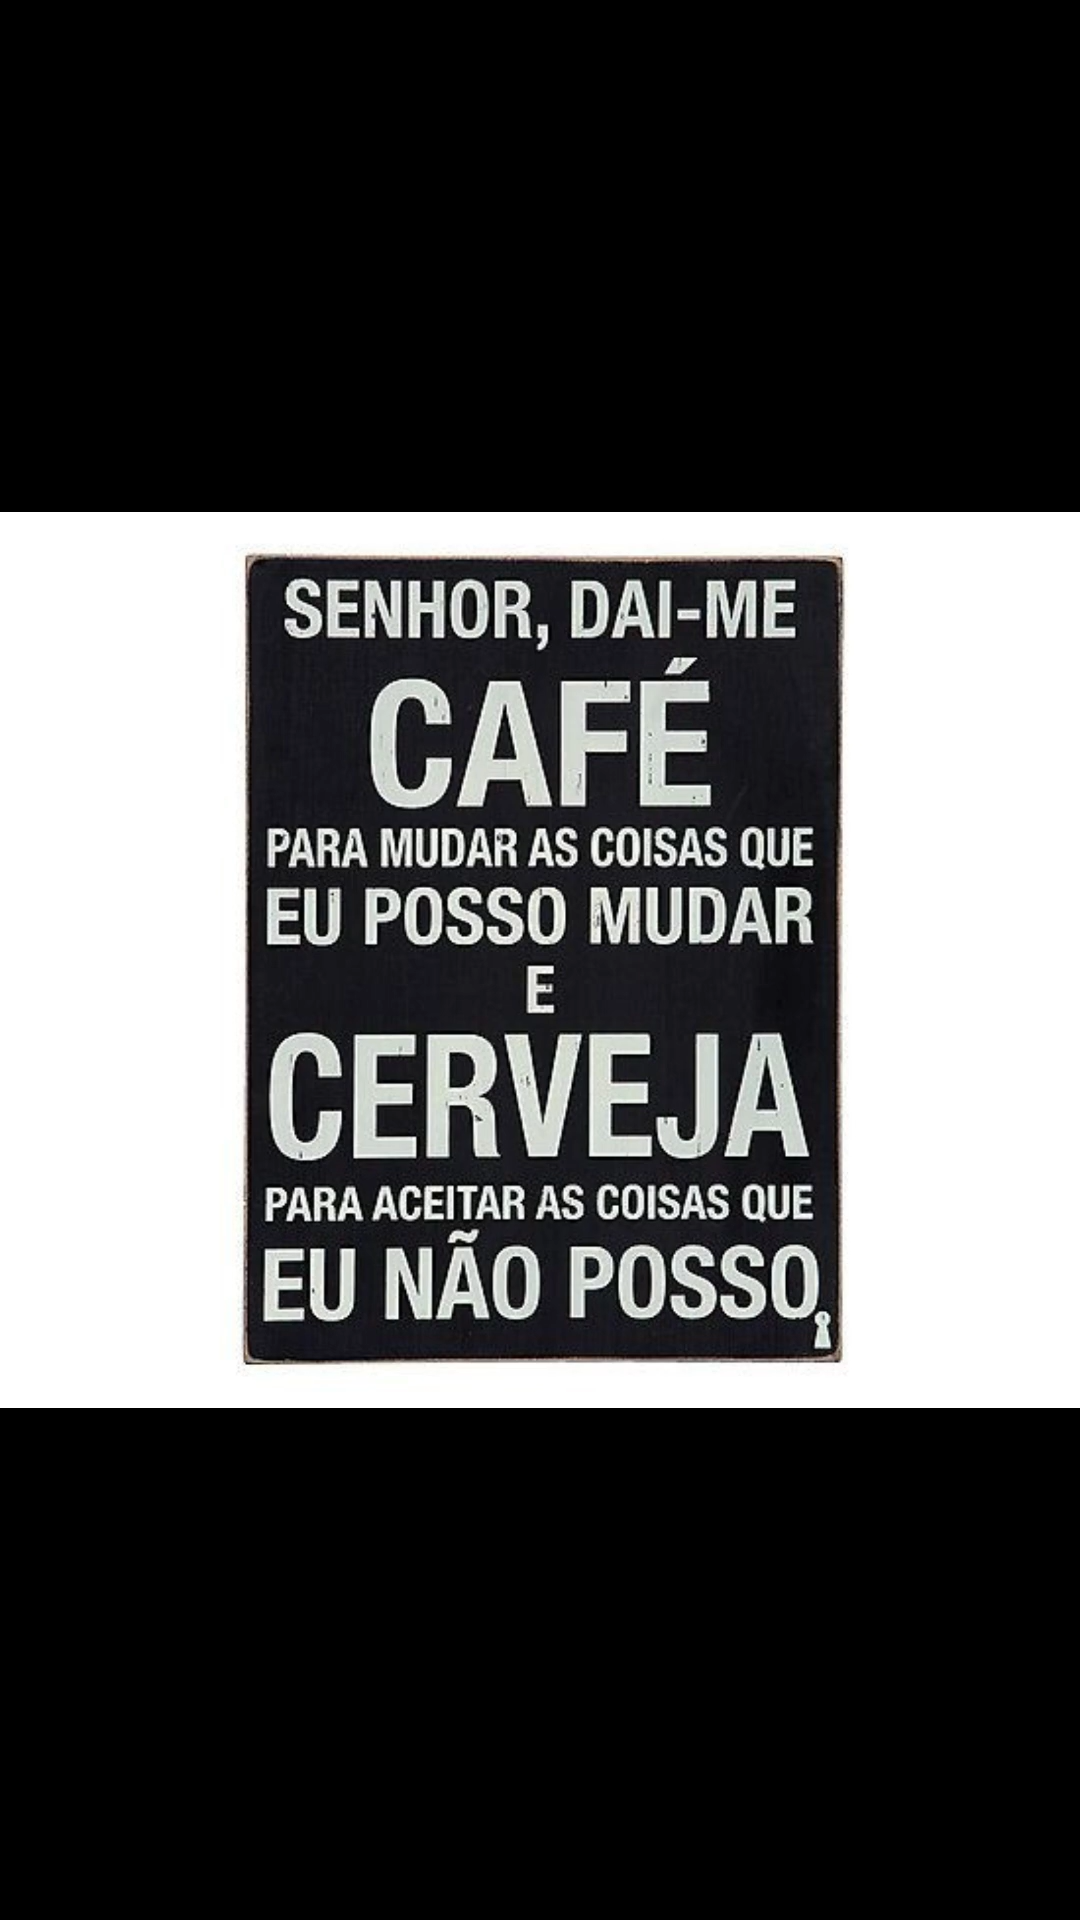 SENHOR, DAI-ME
CAFÉ
PARA MUDAR AS COISAS QUE
EU POSSO MUDAR
E
CERVEJA
PARA ACEITAR AS COISAS QUE
EU NÃO POSSO